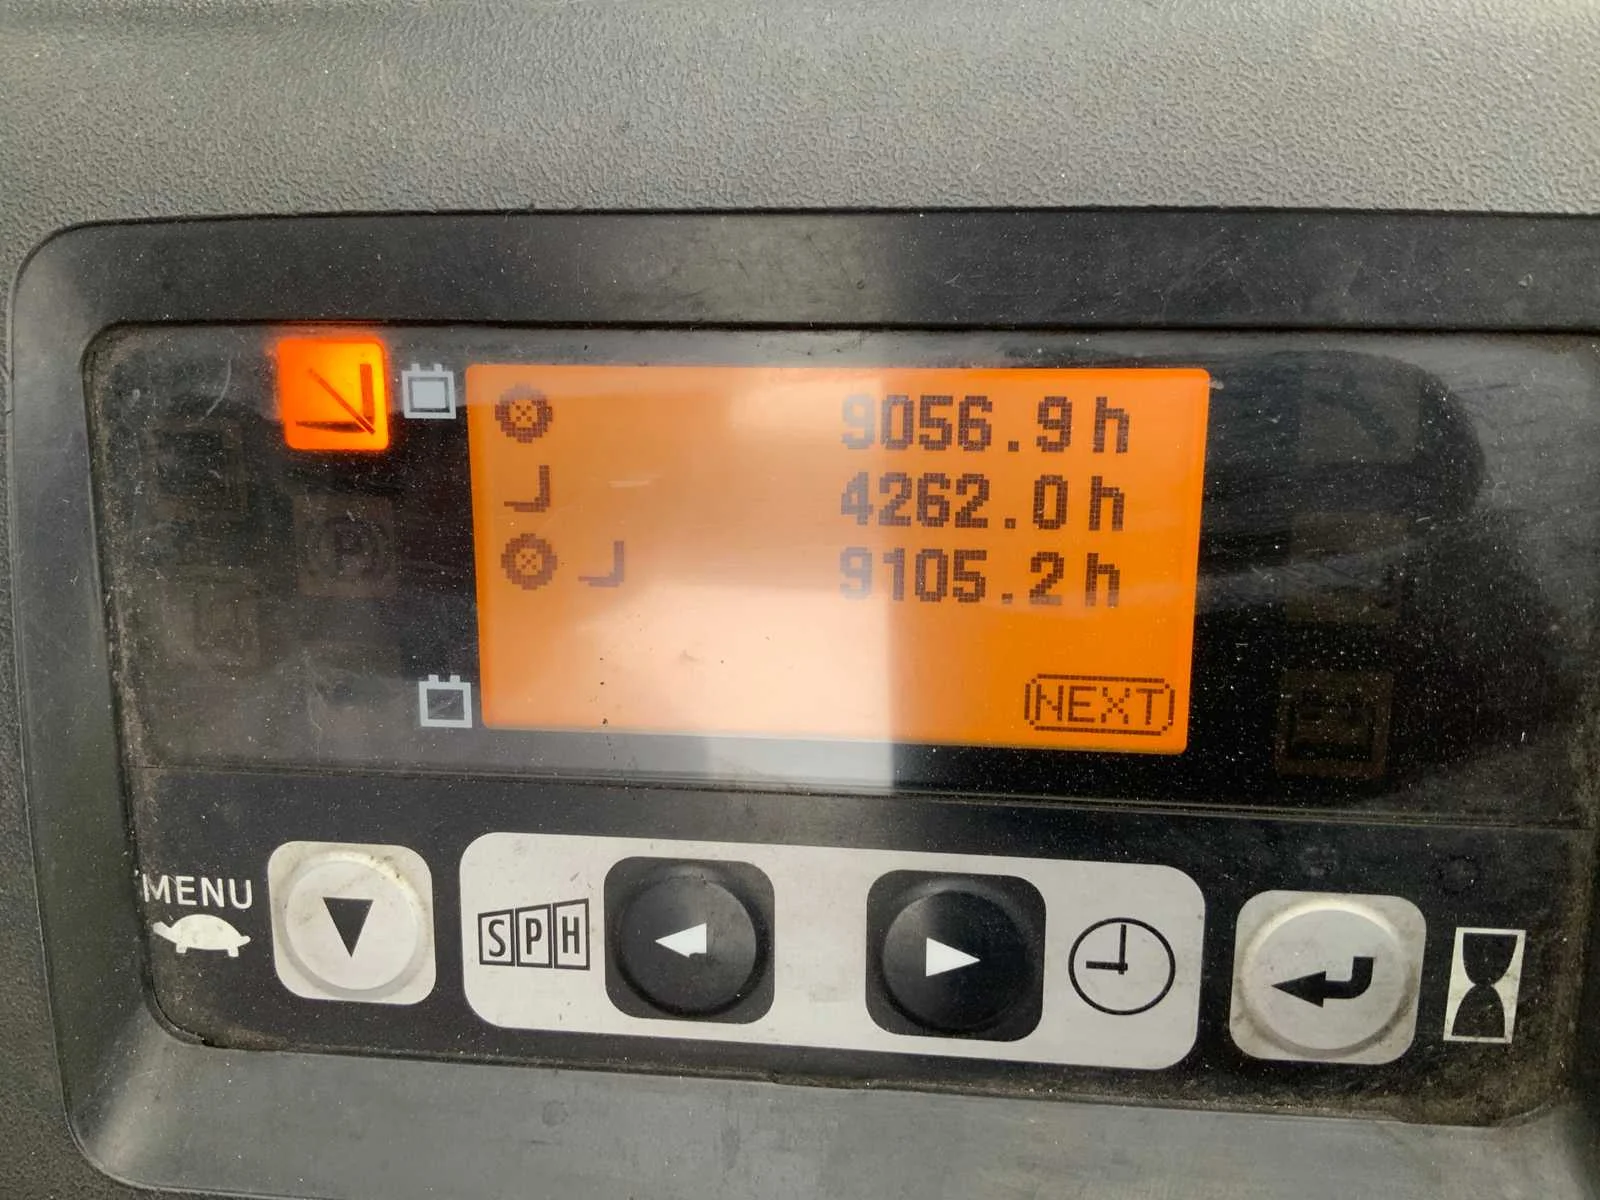 9056.9h
4262.0h
9105.2h
NEXT
MENU
SPH